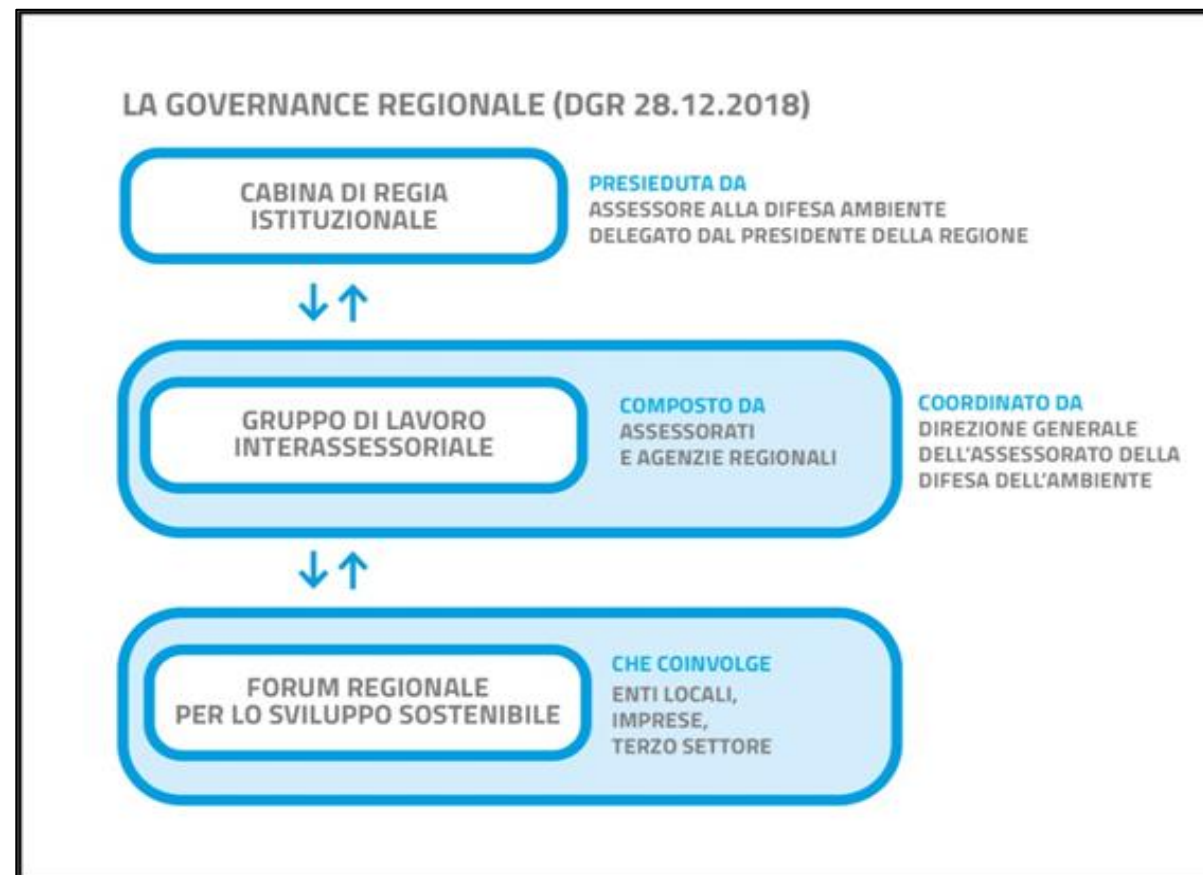 LA GOVERNANCE REGIONALE (DGR 28.12.2018)
CABINA DI REGIA
ISTITUZIONALE
PRESIEDUTA DA
ASSESSORE ALLA DIFESA AMBIENTE
DELEGATO DAL PRESIDENTE DELLA REGIONE
GRUPPO DI LAVORO
INTERASSESSORIALE
COMPOSTO DA
ASSESSORATI
E AGENZIE REGIONALI
COORDINATO DA
DIREZIONE GENERALE
DELL'ASSESSORATO DELLA
DIFESA DELL'AMBIENTE
FORUM REGIONALE
PER LO SVILUPPO SOSTENIBILE
CHE COINVOLGE
ENTI LOCALI,
IMPRESE,
TERZO SETTORE